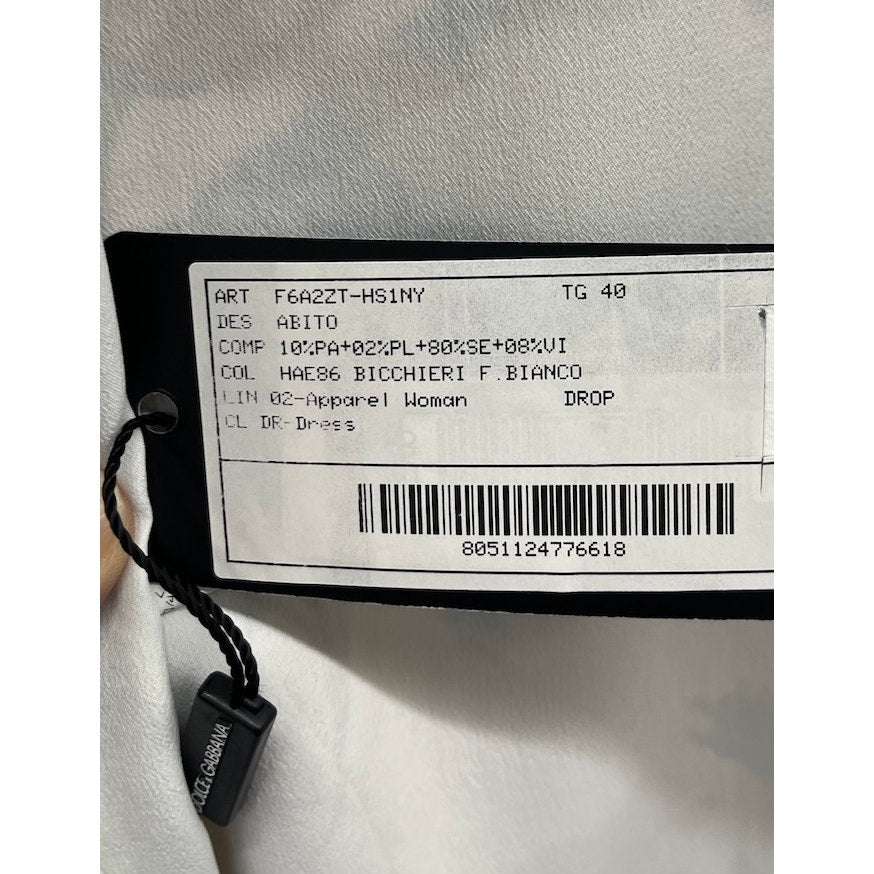 ART F6A2ZT-HS1NY TG 40
DES ABITO
COMP 10%PA+02%PL+80%SE+08%VI
COL HAE86 BICCHIERI F.BIANCO
LIN 02-Apparel Woman DROP
CL DR-Dress
8051124776618
DOLCE&GABBANA